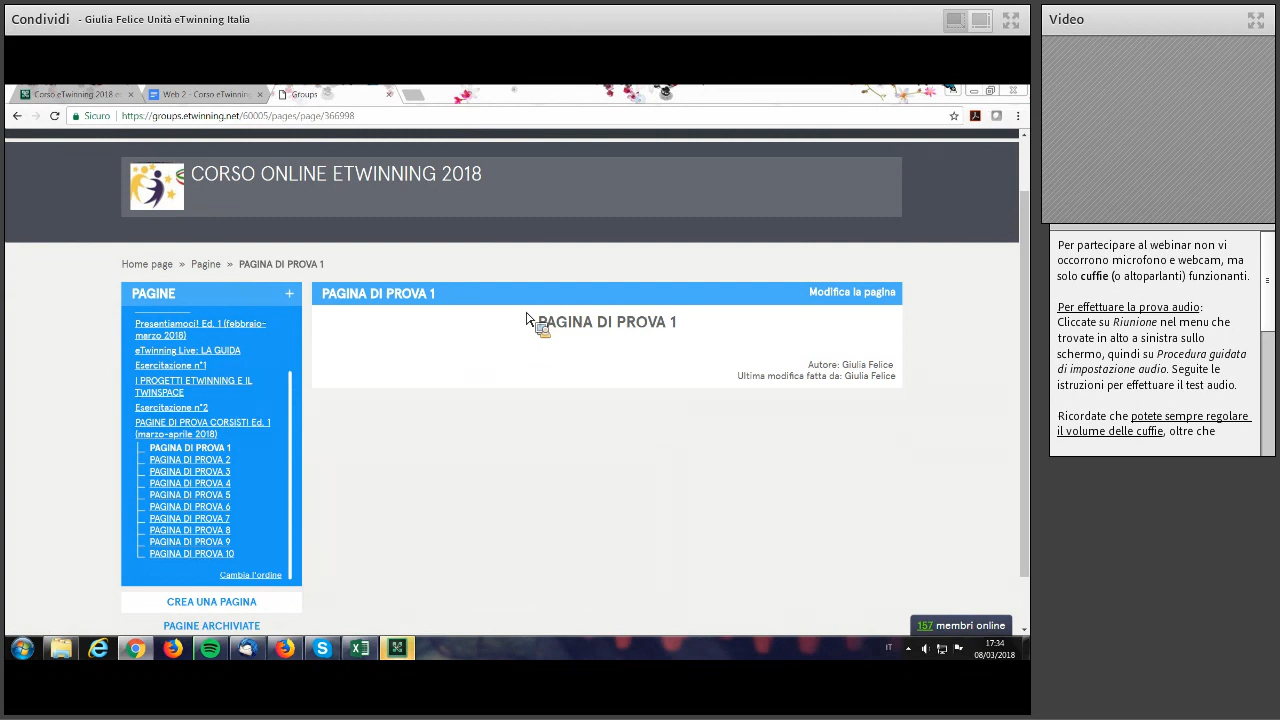 Condividi - Giulia Felice Unità eTwinning Italia
Video
Corso eTwinning 2018 e
Web 2 - Corso eTwinnin
Groups
Sicuro https://groups.etwinning.net/60005/pages/page/366998
CORSO ONLINE ETWINNING 2018
Home page » Pagine » PAGINA DI PROVA 1
PAGINE +
Presentiamoci! Ed. 1 (febbraio-
marzo 2018)
eTwinning Live: LA GUIDA
Esercitazione n°1
I PROGETTI ETWINNING E IL
TWINSPACE
Esercitazione n°2
PAGINE DI PROVA CORSISTI Ed. 1
(marzo-aprile 2018)
PAGINA DI PROVA 1
PAGINA DI PROVA 2
PAGINA DI PROVA 3
PAGINA DI PROVA 4
PAGINA DI PROVA 5
PAGINA DI PROVA 6
PAGINA DI PROVA 7
PAGINA DI PROVA 8
PAGINA DI PROVA 9
PAGINA DI PROVA 10
Cambia l'ordine
CREA UNA PAGINA
PAGINE ARCHIVIATE
PAGINA DI PROVA 1 Modifica la pagina
PAGINA DI PROVA 1
Autore: Giulia Felice
Ultima modifica fatta da: Giulia Felice
157 membri online
IT
17:34
08/03/2018
Per partecipare al webinar non vi
occorrono microfono e webcam, ma
solo cuffie (o altoparlanti) funzionanti.
Per effettuare la prova audio:
Cliccate su Riunione nel menu che
trovate in alto a sinistra sullo
schermo, quindi su Procedura guidata
di impostazione audio. Seguite le
istruzioni per effettuare il test audio.
Ricordate che potete sempre regolare
il volume delle cuffie, oltre che